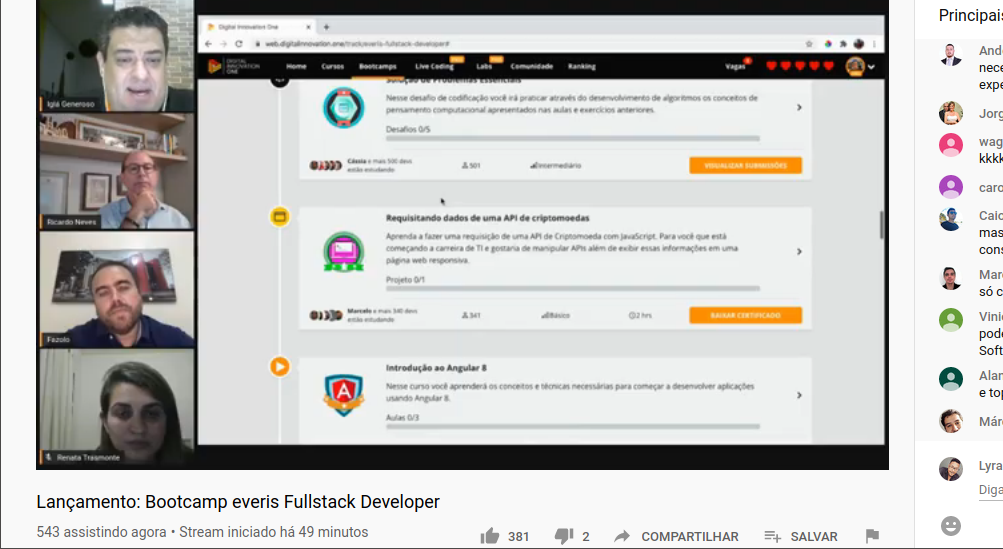 Iglá Generoso
Ricardo Neves
Fazolo
Renata Trasmonte
Digital Innovation One
web.digitalinnovation.one/track/everis-fullstack-developer#
DIGITAL
INNOVATION
ONE
Home Cursos Bootcamps Live Coding Labs Comunidade Ranking
Vagas
Solução de Problemas Essenciais
Nesse desafio de codificação você irá praticar através do desenvolvimento de algoritmos os conceitos de
pensamento computacional apresentados nas aulas e exercícios anteriores.
Desafios 0/5
Cássio e mais 500 devs
estão estudando
501
Intermediário
VISUALIZAR SUBMISSÕES
Requisitando dados de uma API de criptomoedas
Aprenda a fazer uma requisição de uma API de Criptomoeda com JavaScript. Para você que está
começando a carreira de TI e gostaria de manipular APIs além de exibir essas informações em uma
página web responsiva.
Projeto 0/1
Marcelo e mais 340 devs
estão estudando
341
Básico
2 hrs
BAIXAR CERTIFICADO
Introdução ao Angular 8
Nesse curso você aprenderá os conceitos e técnicas necessárias para começar a desenvolver aplicações
usando Angular 8.
Aulas 0/3
Lançamento: Bootcamp everis Fullstack Developer
543 assistindo agora • Stream iniciado há 49 minutos
381
2
COMPARTILHAR
SALVAR
Principais
And
nece
expe
Jorg
wag
kkkk
caro
Caio
mas
cons
Marc
só c
Vini
pode
Soft
Alan
e top
Márc
Lyra
Diga